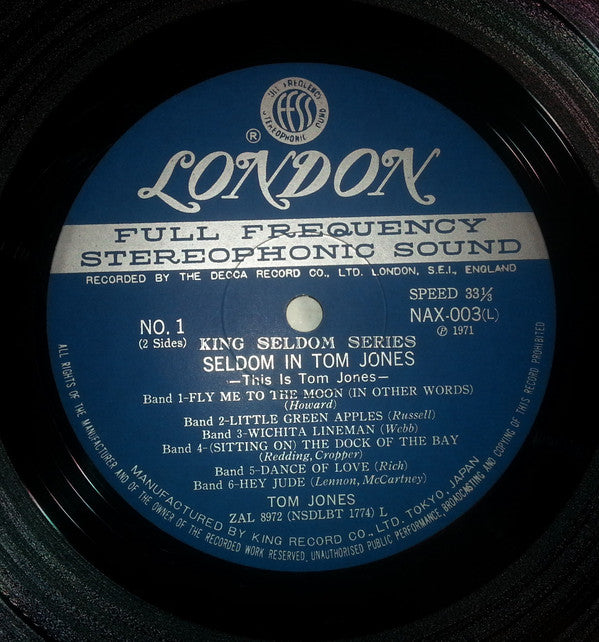 FULL FREQUENCY
STEREOPHONIC SOUND
ffss
®
LONDON
FULL FREQUENCY
STEREOPHONIC SOUND
RECORDED BY THE DECCA RECORD CO., LTD. LONDON, S.E.I., ENGLAND
SPEED 33⅓
NO. 1
NAX-003(L)
(2 Sides)
℗ 1971
KING SELDOM SERIES
SELDOM IN TOM JONES
—This Is Tom Jones—
Band 1-FLY ME TO THE MOON (IN OTHER WORDS)
(Howard)
Band 2-LITTLE GREEN APPLES (Russell)
Band 3-WICHITA LINEMAN (Webb)
Band 4-(SITTING ON) THE DOCK OF THE BAY
(Redding, Cropper)
Band 5-DANCE OF LOVE (Rich)
Band 6-HEY JUDE (Lennon, McCartney)
TOM JONES
ZAL 8972 (NSDLBT 1774) L
MANUFACTURED BY KING RECORD CO., LTD. TOKYO, JAPAN
ALL RIGHTS OF THE MANUFACTURER AND OF THE OWNER OF THE RECORDED WORK RESERVED, UNAUTHORISED PUBLIC PERFORMANCE, BROADCASTING AND COPYING OF THIS RECORD PROHIBITED